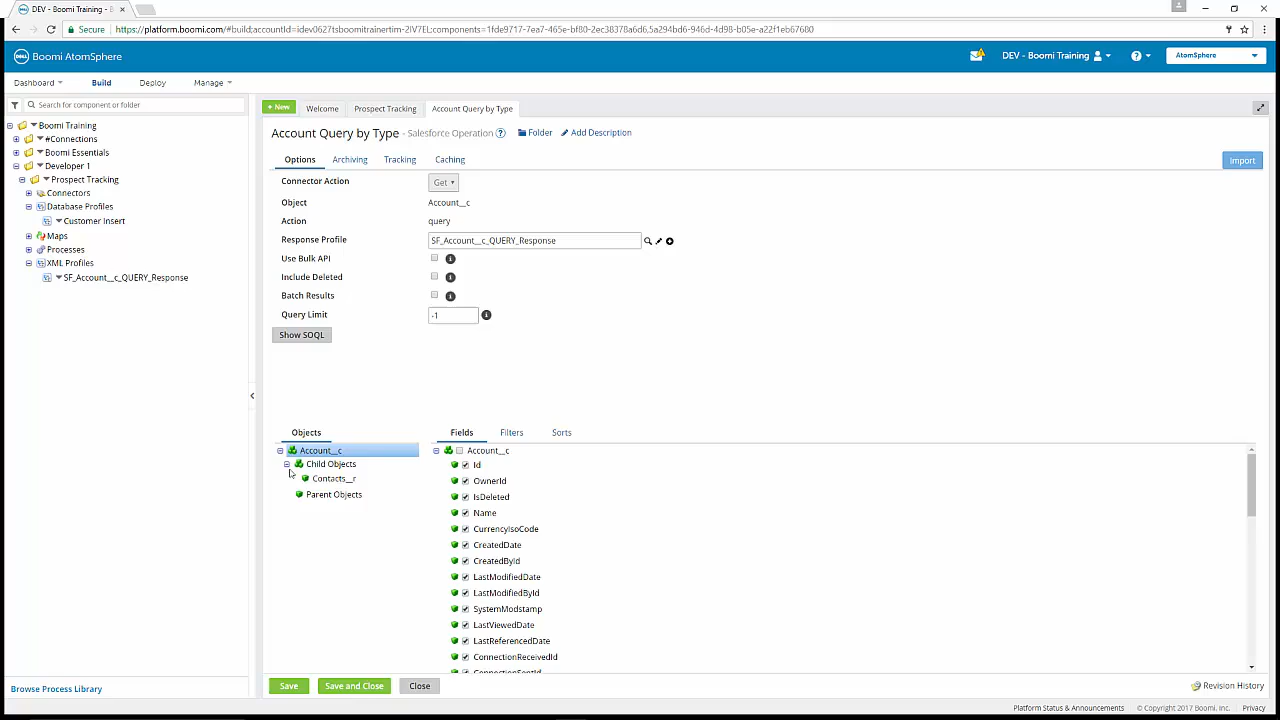 DEV - Boomi Training - B
Secure
https://platform.boomi.com/#build;accountId=idev0627tsboomitrainertim-2IV7EL;components=1fde9717-7ea7-465e-bf80-2ec38378a6d6,5a294bd6-946d-4d98-b05e-a22f1eb67680
DELL Boomi AtomSphere
DEV - Boomi Training
AtomSphere
Dashboard
Build
Deploy
Manage
Search for component or folder
+ New
Welcome
Prospect Tracking
Account Query by Type
Boomi Training
#Connections
Boomi Essentials
Developer 1
Prospect Tracking
Connectors
Database Profiles
Customer Insert
Maps
Processes
XML Profiles
SF_Account__c_QUERY_Response
Account Query by Type - Salesforce Operation
Folder
Add Description
Options
Archiving
Tracking
Caching
Import
Connector Action
Get
Object
Account__c
Action
query
Response Profile
SF_Account__c_QUERY_Response
Use Bulk API
Include Deleted
Batch Results
Query Limit
-1
Show SOQL
Objects
Account__c
Child Objects
Contacts__r
Parent Objects
Fields
Filters
Sorts
Account__c
Id
OwnerId
IsDeleted
Name
CurrencyIsoCode
CreatedDate
CreatedById
LastModifiedDate
LastModifiedById
SystemModstamp
LastViewedDate
LastReferencedDate
ConnectionReceivedId
ConnectionSentId
Save
Save and Close
Close
Revision History
Browse Process Library
Platform Status & Announcements
© Copyright 2017 Boomi, Inc.
Privacy